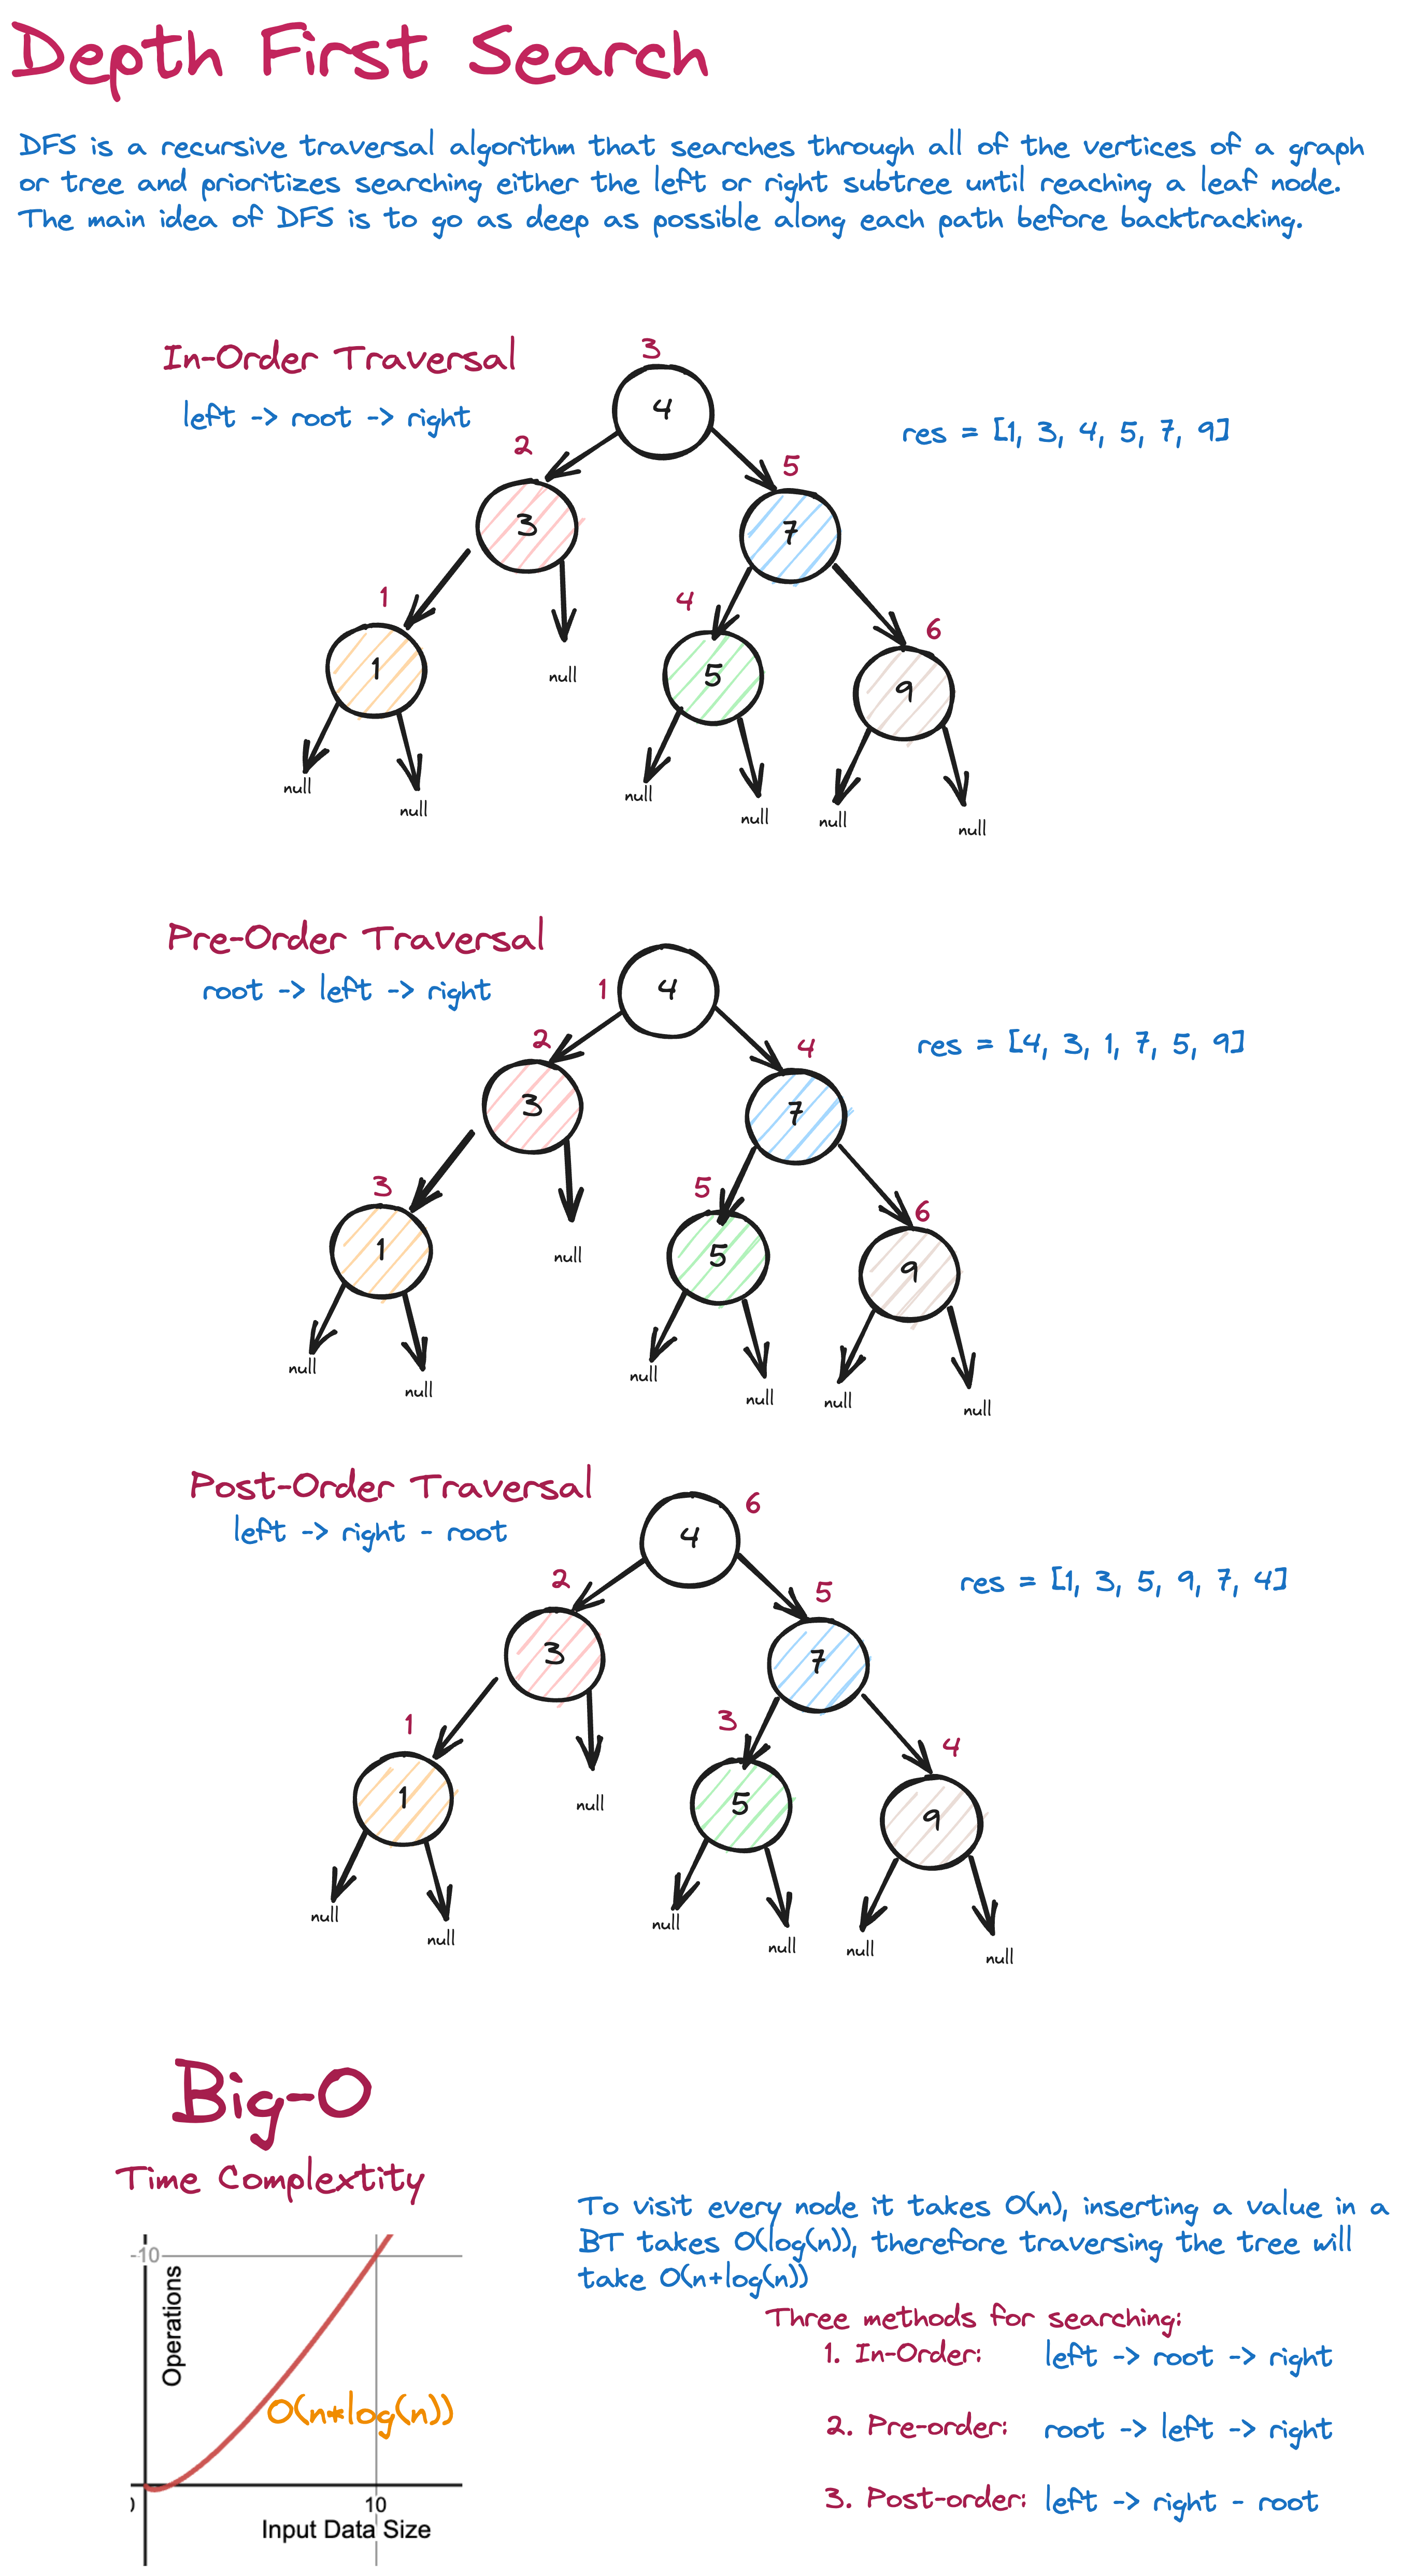 Depth First Search
DFS is a recursive traversal algorithm that searches through all of the vertices of a graph
or tree and prioritizes searching either the left or right subtree until reaching a leaf node.
The main idea of DFS is to go as deep as possible along each path before backtracking.
In-Order Traversal
left -> root -> right
res = [1, 3, 4, 5, 7, 9]
3
4
2
5
3
7
1
4
6
1
null
5
9
null
null
null
null
null
null
Pre-Order Traversal
root -> left -> right
res = [4, 3, 1, 7, 5, 9]
1
4
2
4
3
7
3
5
6
1
null
5
9
null
null
null
null
null
null
Post-Order Traversal
left -> right - root
res = [1, 3, 5, 9, 7, 4]
6
4
2
5
3
7
1
3
4
1
null
5
9
null
null
null
null
null
null
Big-O
Time Complextity
10
Operations
O(n*log(n))
10
Input Data Size
To visit every node it takes O(n), inserting a value in a
BT takes O(log(n)), therefore traversing the tree will
take O(n+log(n))
Three methods for searching:
1. In-Order: left -> root -> right
2. Pre-order: root -> left -> right
3. Post-order: left -> right - root